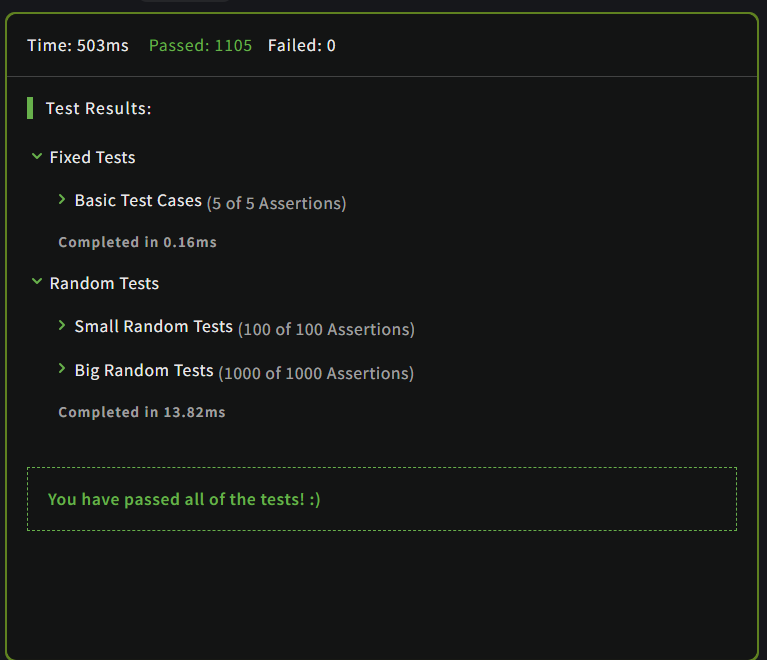 Time: 503ms Passed: 1105 Failed: 0
Test Results:
Fixed Tests
Basic Test Cases (5 of 5 Assertions)
Completed in 0.16ms
Random Tests
Small Random Tests (100 of 100 Assertions)
Big Random Tests (1000 of 1000 Assertions)
Completed in 13.82ms
You have passed all of the tests! :)